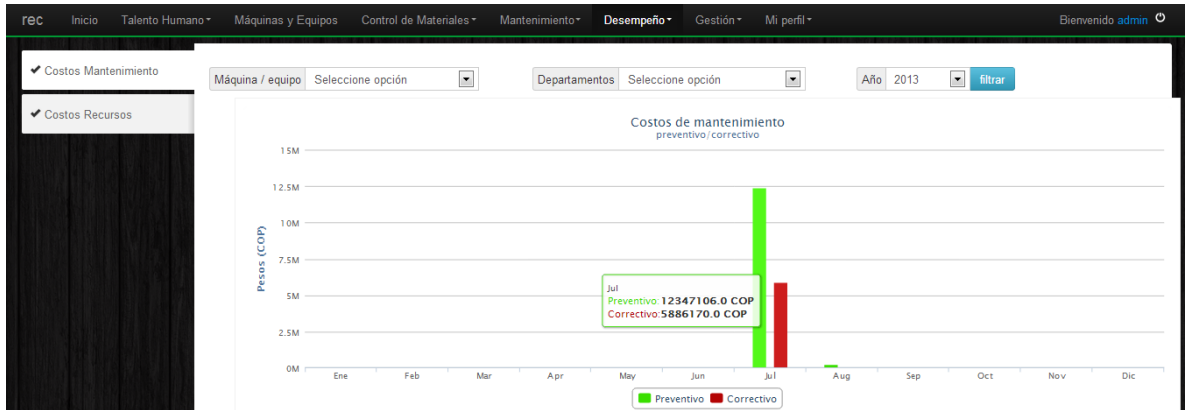 rec Inicio Talento Humano Máquinas y Equipos Control de Materiales Mantenimiento Desempeño Gestión Mi perfil Bienvenido admin
Costos Mantenimiento
Costos Recursos
Máquina / equipo Seleccione opción Departamentos Seleccione opción Año 2013 filtrar
Costos de mantenimiento
preventivo/correctivo
Pesos (COP)
15M
12.5M
10M
7.5M
5M
2.5M
0M
Jul
Preventivo:12347106.0 COP
Correctivo:5886170.0 COP
Ene Feb Mar Apr May Jun Jul Aug Sep Oct Nov Dic
Preventivo Correctivo